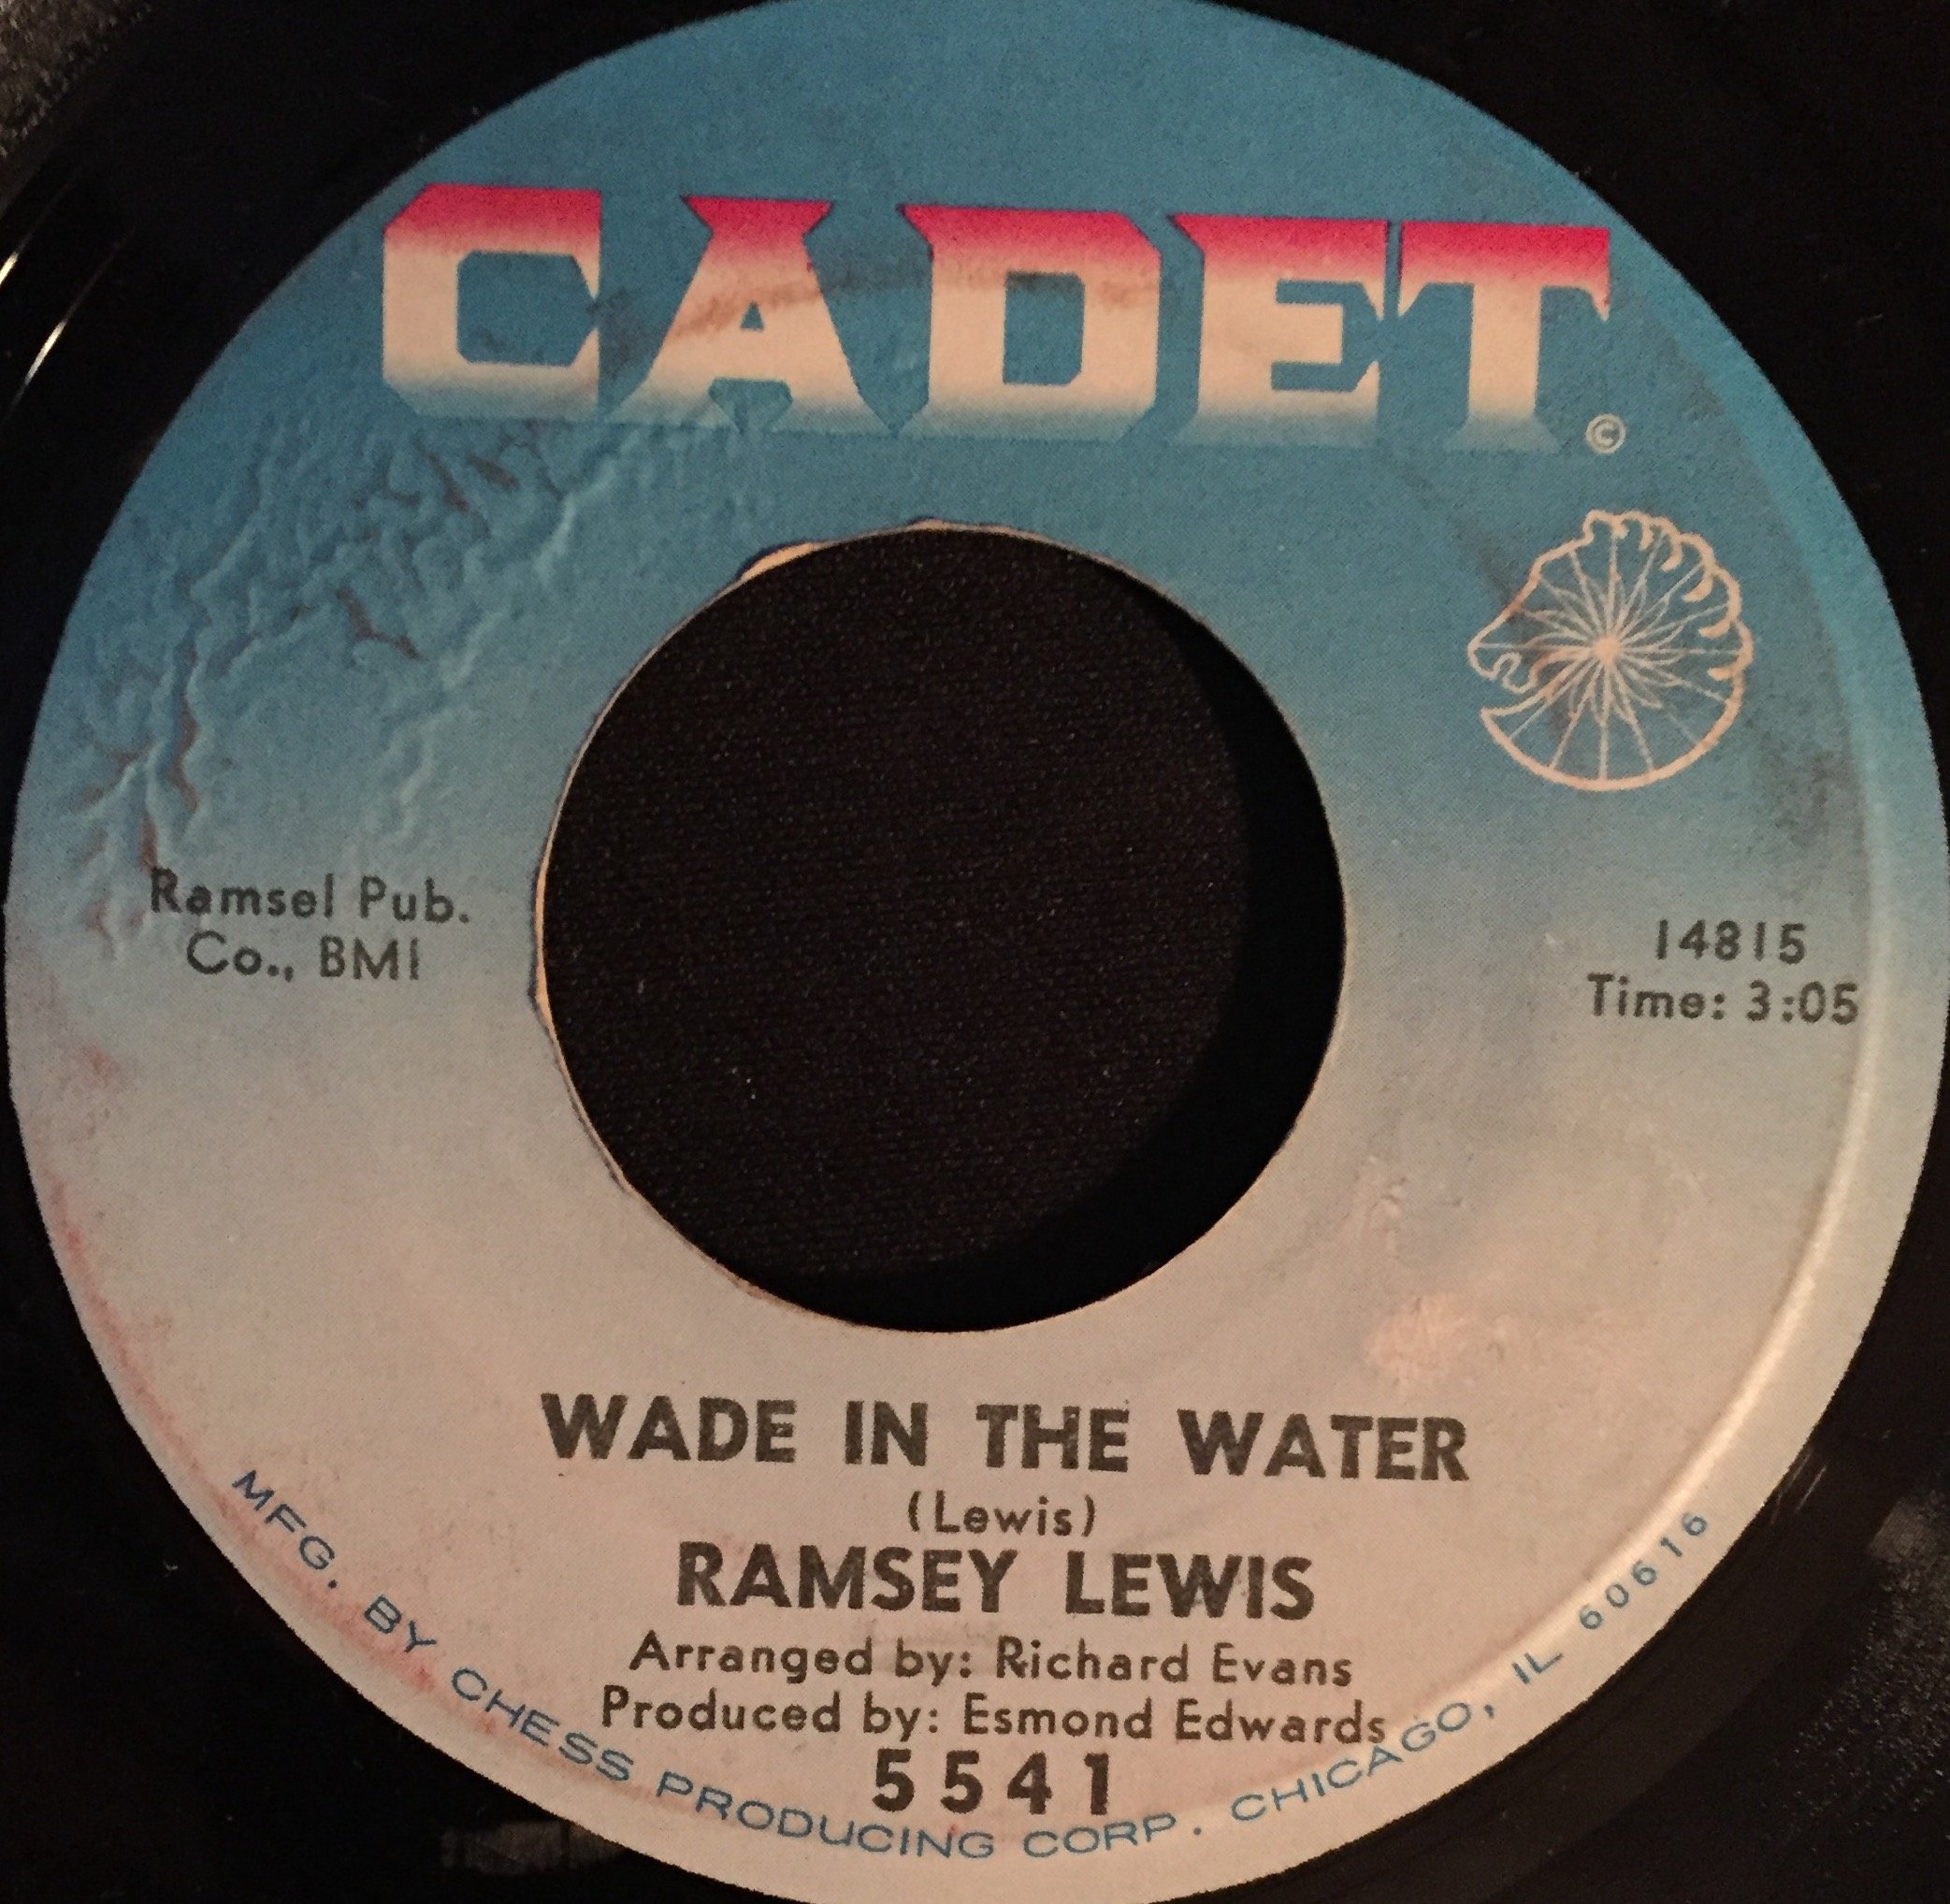 CADET
©
Ramsel Pub.
Co., BMI
14815
Time: 3:05
WADE IN THE WATER
(Lewis)
RAMSEY LEWIS
Arranged by: Richard Evans
Produced by: Esmond Edwards
5541
MFG. BY CHESS PRODUCING CORP. CHICAGO, IL 60616